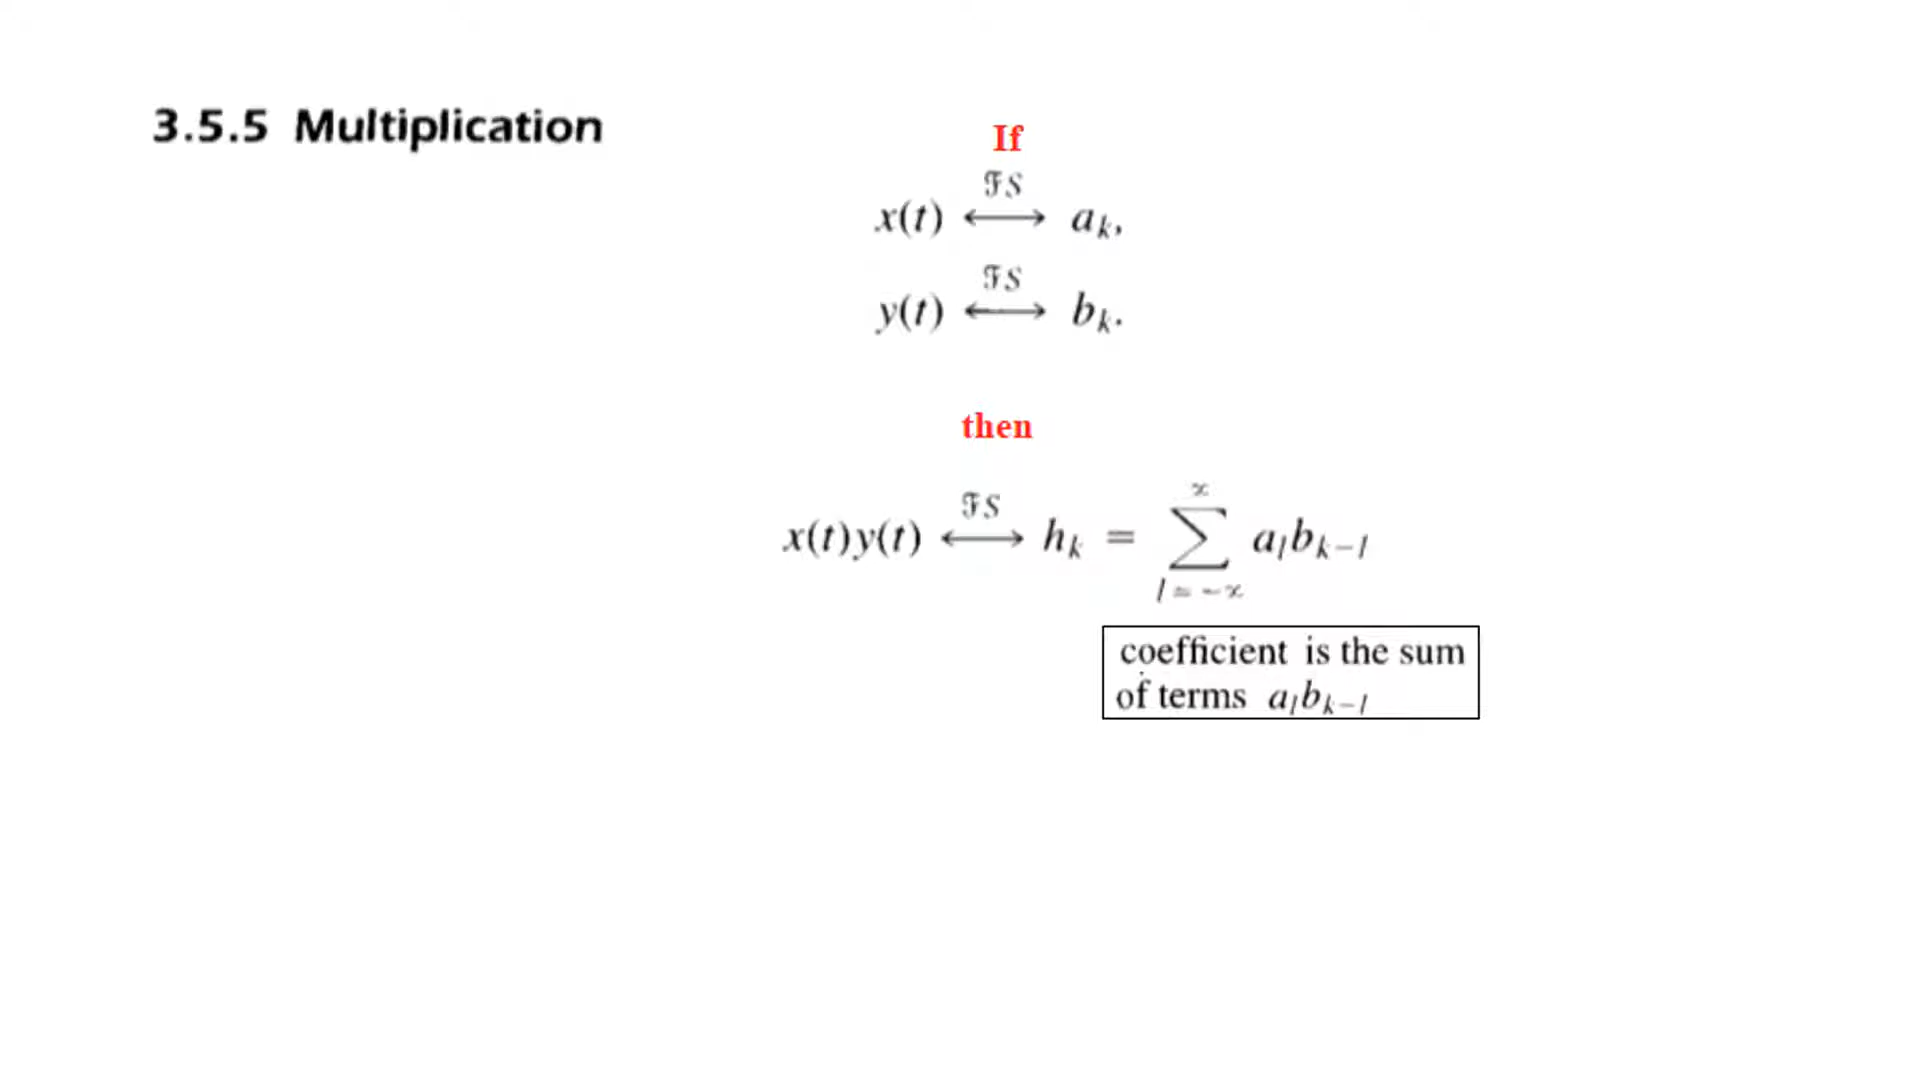 3.5.5 Multiplication
If
x(t) ℱS ⟷ a_k,
y(t) ℱS ⟷ b_k.
then
x(t)y(t) ℱS ⟷ h_k = ∑_{l=-∞}^{∞} a_l b_{k-l}
coefficient is the sum
of terms a_l b_{k-l}